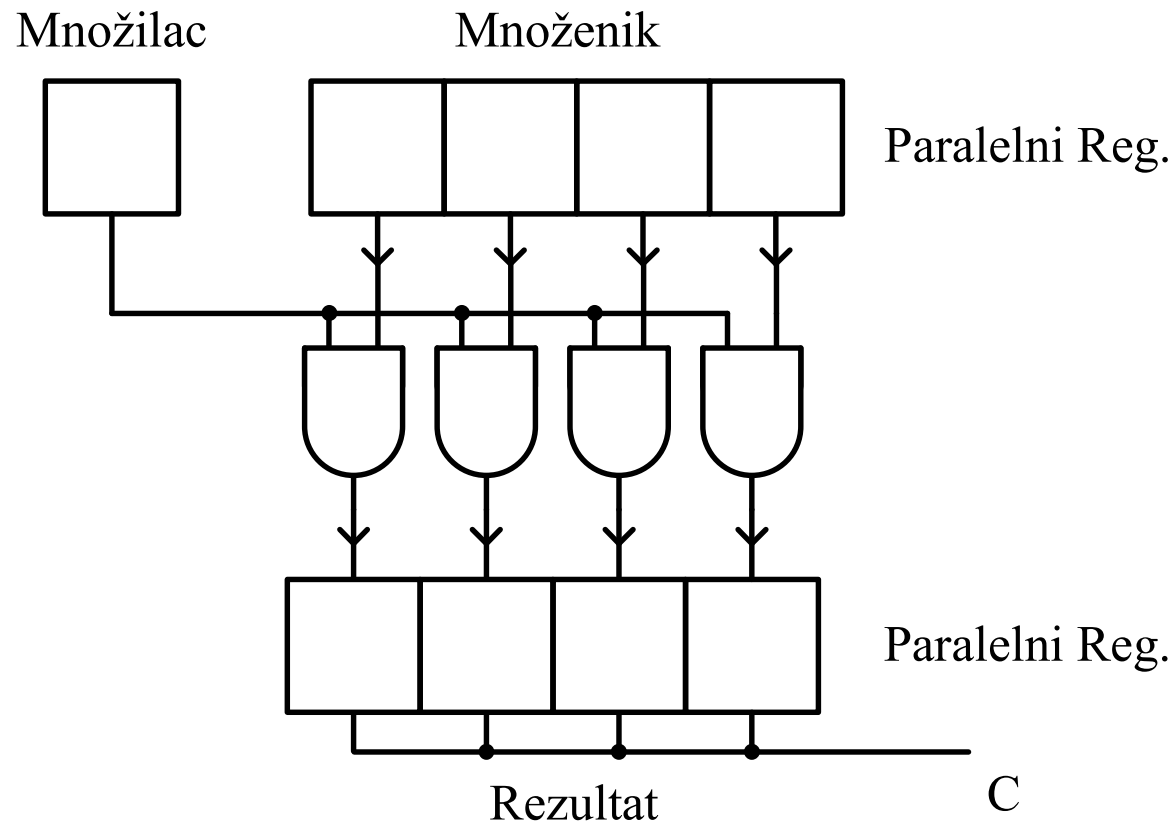 Množilac
Množenik
Paralelni Reg.
Paralelni Reg.
Rezultat
C